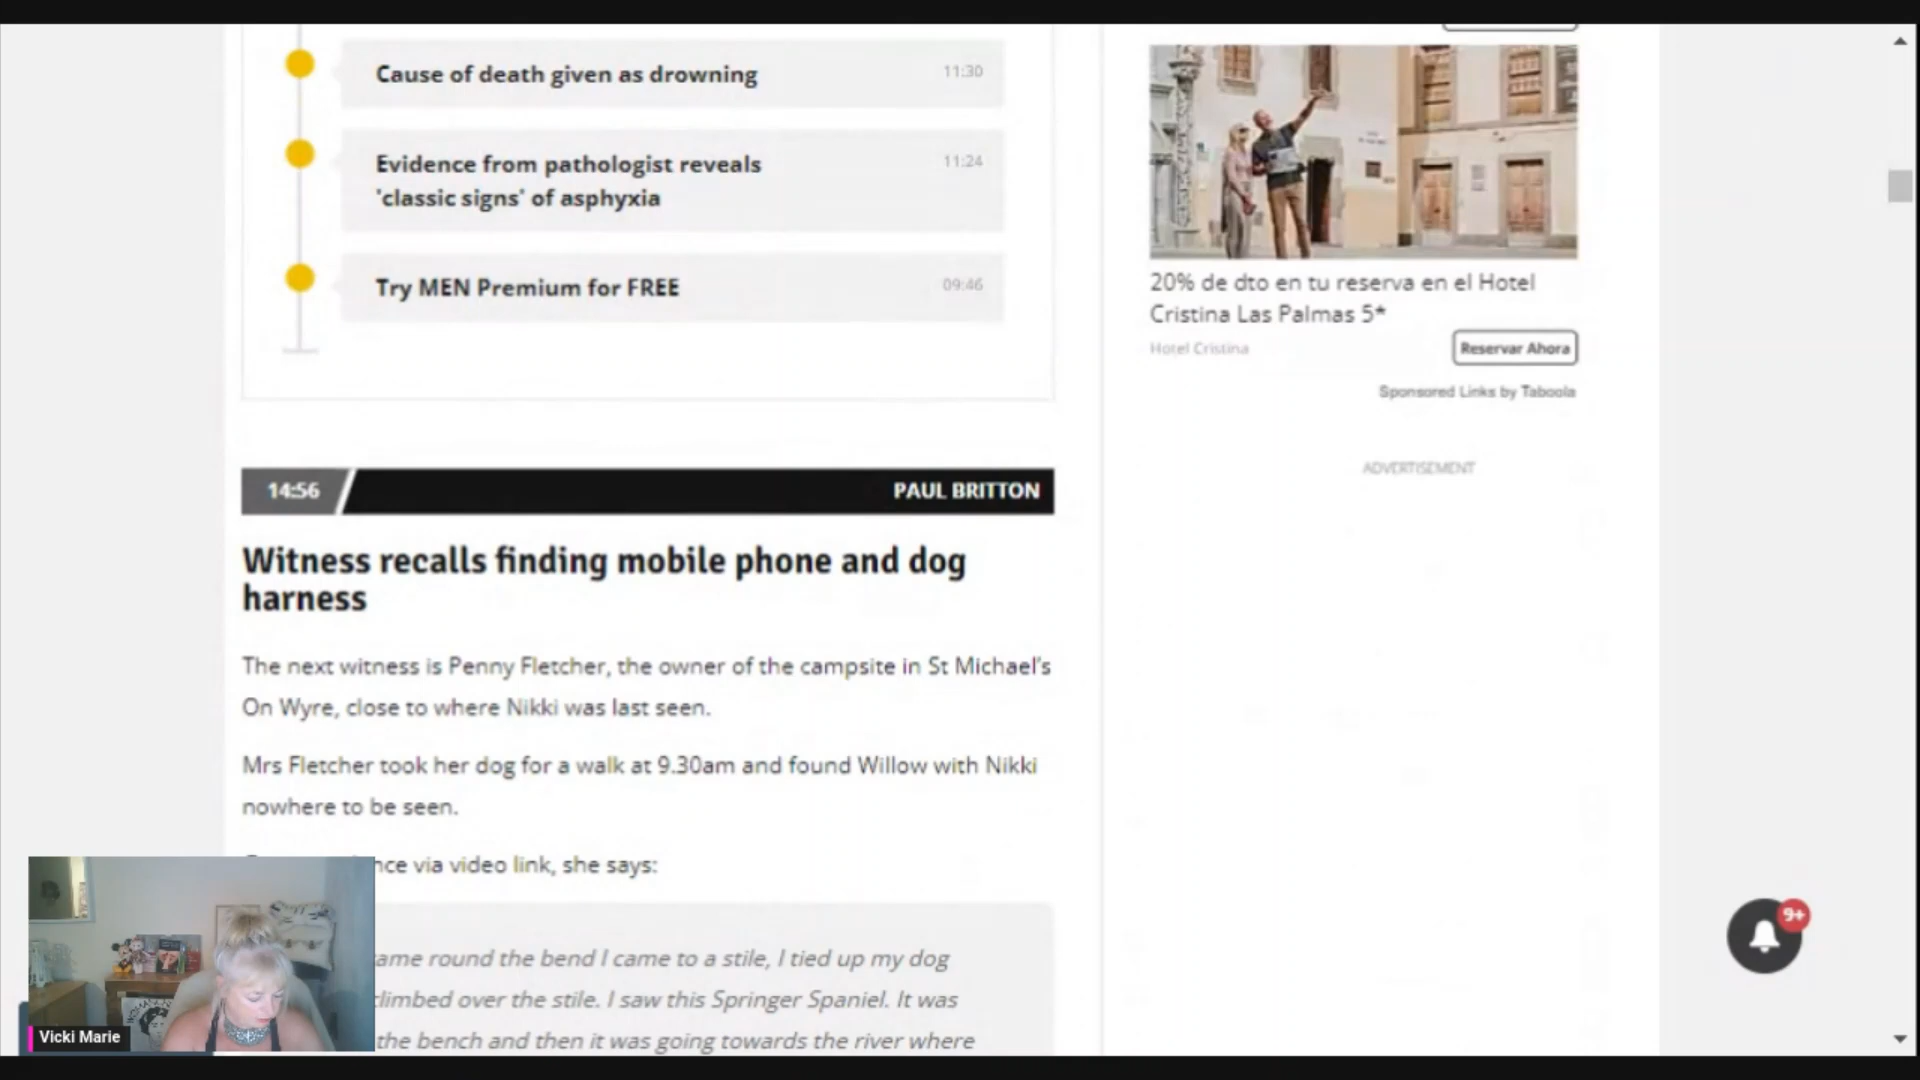 Cause of death given as drowning
11:30
Evidence from pathologist reveals
11:24
'classic signs' of asphyxia
Try MEN Premium for FREE
09:46
20% de dto en tu reserva en el Hotel
Cristina Las Palmas 5*
Hotel Cristina
Reservar Ahora
Sponsored Links by Taboola
ADVERTISEMENT
14:56
PAUL BRITTON
Witness recalls finding mobile phone and dog
harness
The next witness is Penny Fletcher, the owner of the campsite in St Michael's
On Wyre, close to where Nikki was last seen.
Mrs Fletcher took her dog for a walk at 9.30am and found Willow with Nikki
nowhere to be seen.
via video link, she says:
round the bend I came to a stile, I tied up my dog
climbed over the stile. I saw this Springer Spaniel. It was
the bench and then it was going towards the river where
9+
Vicki Marie